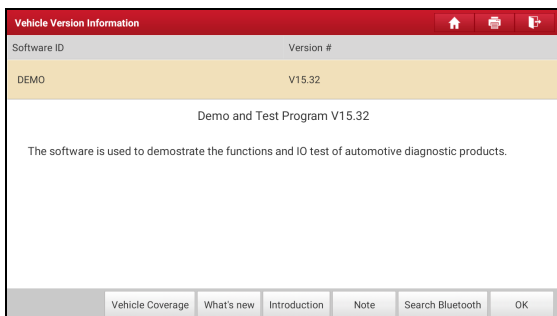 Vehicle Version Information
Software ID Version #
DEMO V15.32
Demo and Test Program V15.32
The software is used to demostrate the functions and IO test of automotive diagnostic products.
Vehicle Coverage What's new Introduction Note Search Bluetooth OK